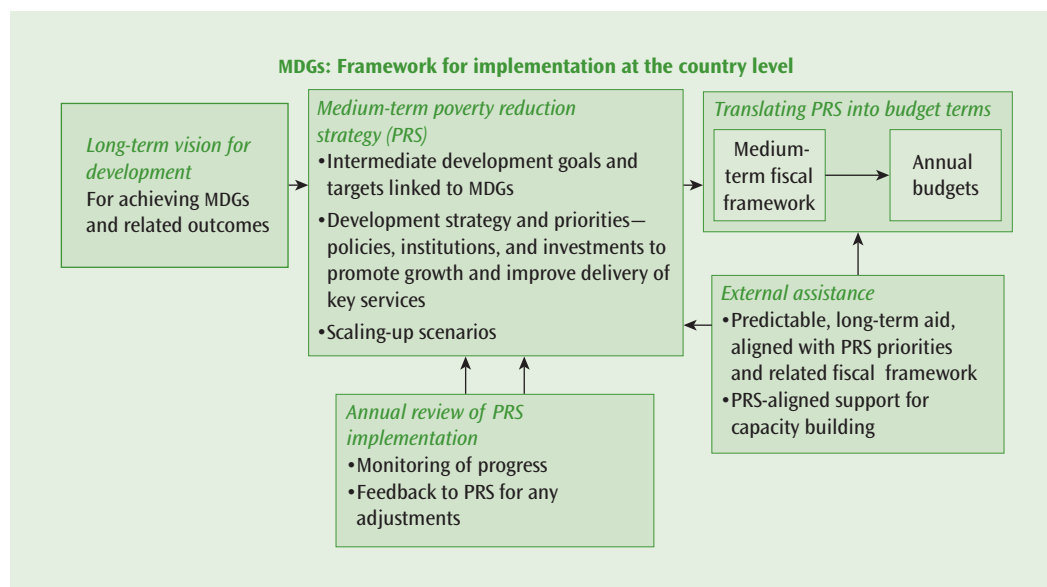 MDGs: Framework for implementation at the country level
Long-term vision for
development
For achieving MDGs
and related outcomes
Medium-term poverty reduction
strategy (PRS)
•Intermediate development goals and
targets linked to MDGs
•Development strategy and priorities—
policies, institutions, and investments to
promote growth and improve delivery of
key services
•Scaling-up scenarios
Translating PRS into budget terms
Medium-
term fiscal
framework
Annual
budgets
External assistance
•Predictable, long-term aid,
aligned with PRS priorities
and related fiscal framework
•PRS-aligned support for
capacity building
Annual review of PRS
implementation
•Monitoring of progress
•Feedback to PRS for any
adjustments